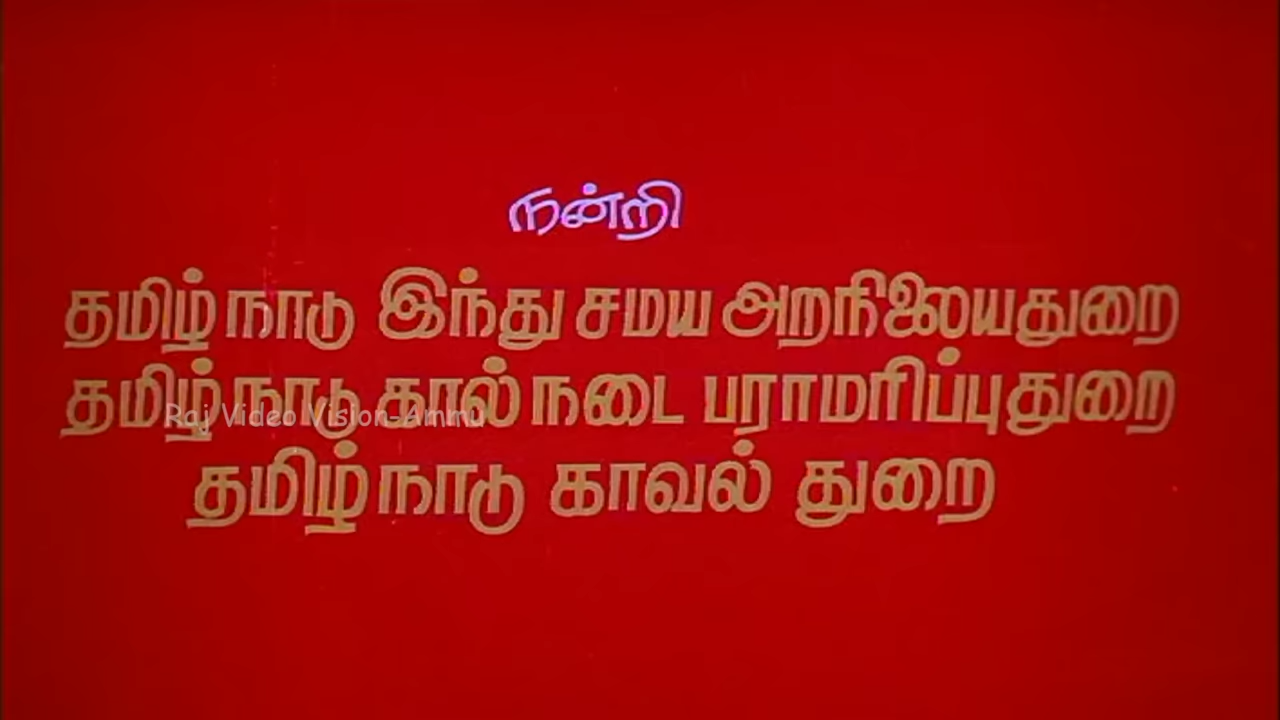 நன்றி
தமிழ்நாடு இந்து சமய அறநிலையதுறை
தமிழ்நாடு கால்நடை பராமரிப்புதுறை
Raj Video Vision-Ammu
தமிழ்நாடு காவல் துறை